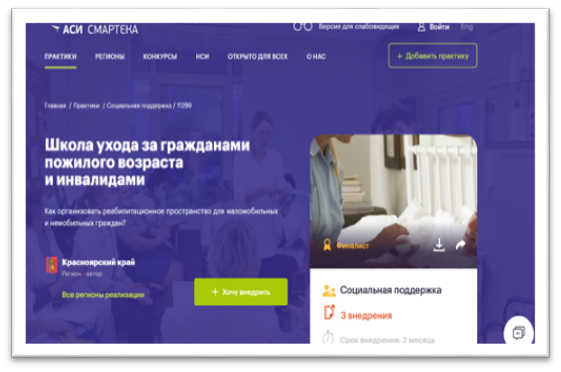 АСИ СМАРТЕКА
Версия для слабовидящих
Войти
Eng
ПРАКТИКИ РЕГИОНЫ КОНКУРСЫ НСИ ОТКРЫТО ДЛЯ ВСЕХ О НАС
+ Добавить практику
Главная / Практики / Социальная поддержка / 11299
Школа ухода за гражданами
пожилого возраста
и инвалидами
Как организовать реабилитационное пространство для маломобильных
и немобильных граждан?
Красноярский край
Регион - автор
Все регионы реализации
+ Хочу внедрить
Финалист
Социальная поддержка
3 внедрения
Срок внедрения: 2 месяца